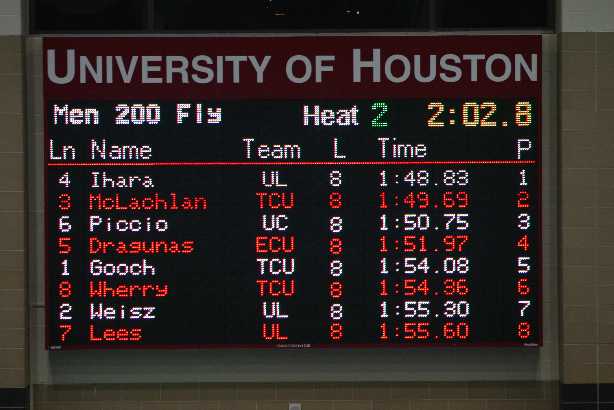 UNIVERSITY OF HOUSTON
Men 200 Fly Heat 2 2:02.8
Ln Name Team L Time P
4 Ihara UL 8 1:48.83 1
3 McLachlan TCU 8 1:49.69 2
6 Piccio UC 8 1:50.75 3
5 Dragunas ECU 8 1:51.97 4
1 Gooch TCU 8 1:54.08 5
8 Wherry TCU 8 1:54.36 6
2 Weisz UL 8 1:55.30 7
7 Lees UL 8 1:55.60 8